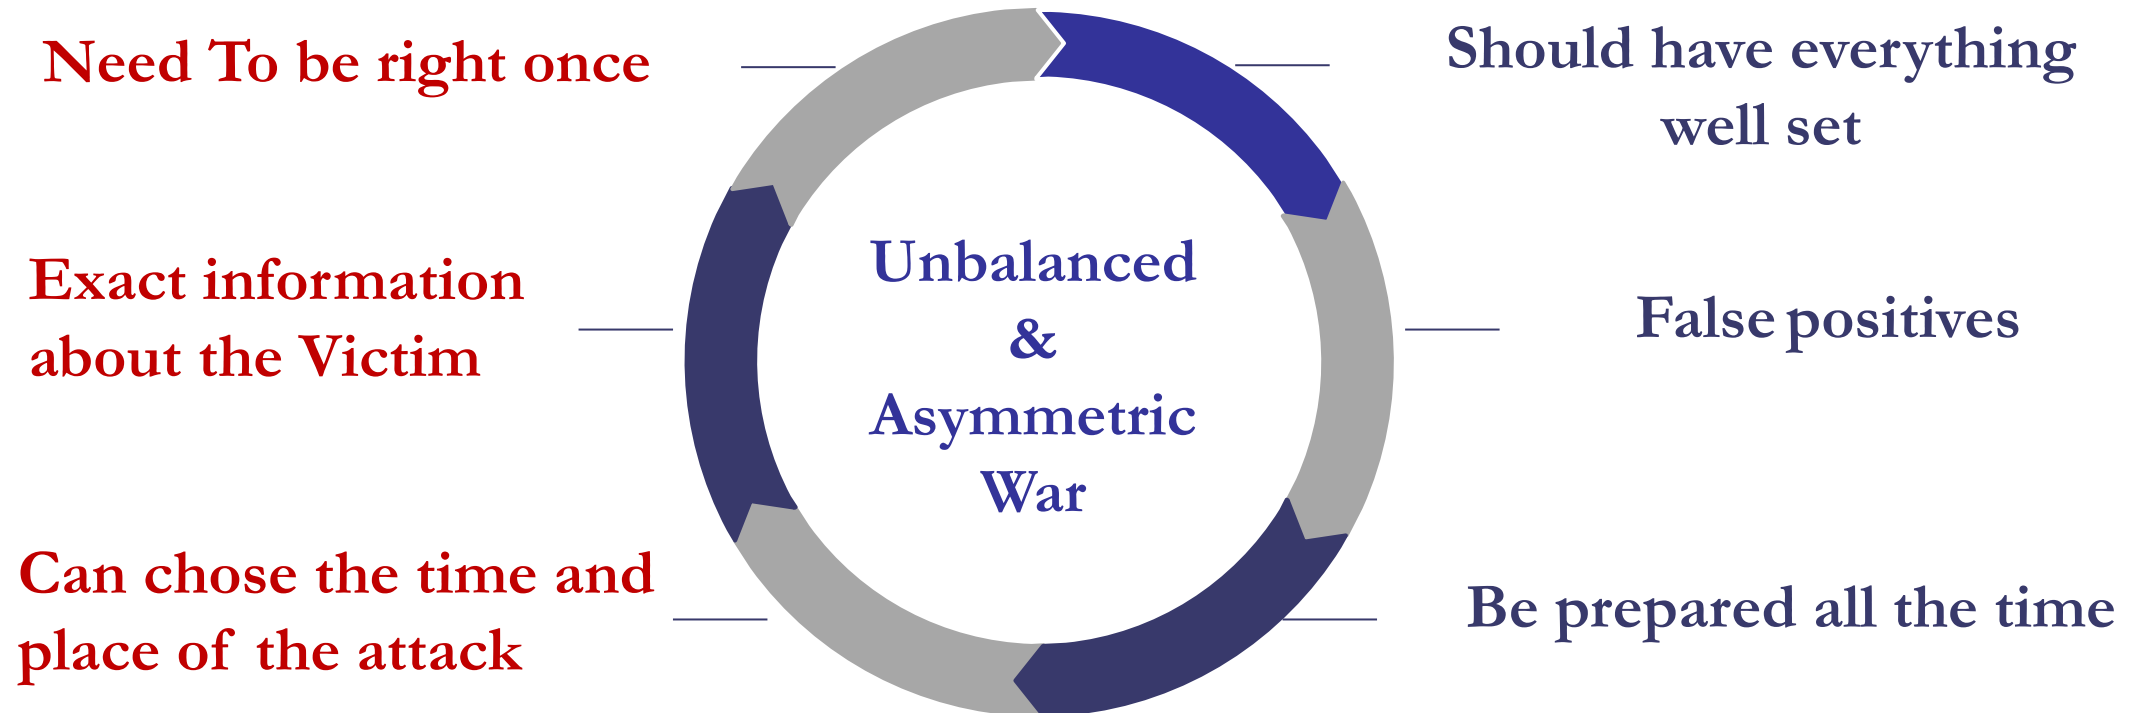 Need To be right once
Exact information
about the Victim
Can chose the time and
place of the attack
Unbalanced
&
Asymmetric
War
Should have everything
well set
False positives
Be prepared all the time